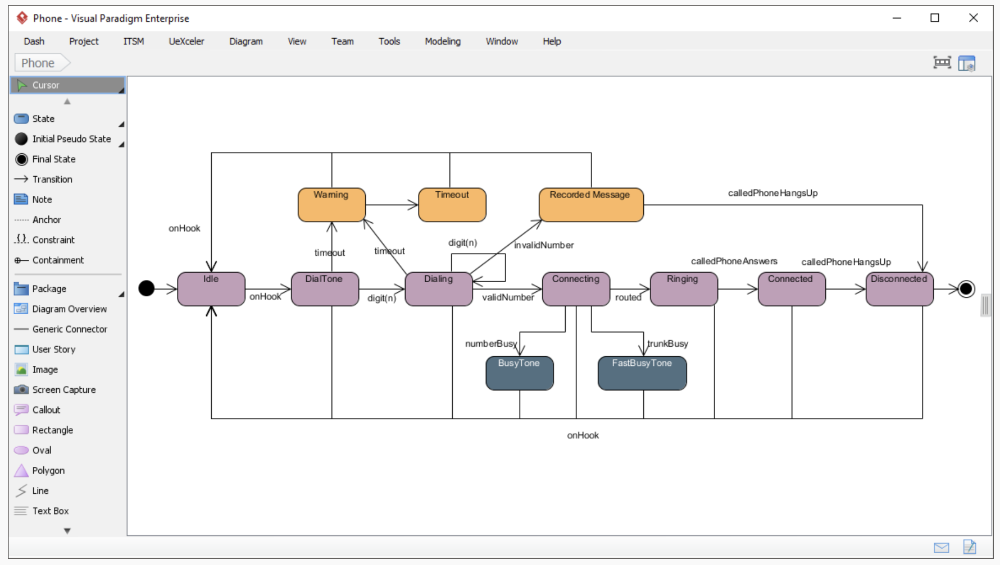 Phone - Visual Paradigm Enterprise
Dash Project ITSM UeXceler Diagram View Team Tools Modeling Window Help
Phone
Cursor
State
Initial Pseudo State
Final State
Transition
Note
Anchor
Constraint
Containment
Package
Diagram Overview
Generic Connector
User Story
Image
Screen Capture
Callout
Rectangle
Oval
Polygon
Line
Text Box
Warning Timeout Recorded Message
calledPhoneHangsUp
onHook
timeout timeout digit(n) invalidNumber
calledPhoneAnswers calledPhoneHangsUp
Idle DialTone Dialing Connecting Ringing Connected Disconnected
onHook digit(n) validNumber routed
numberBusy trunkBusy
BusyTone FastBusyTone
onHook